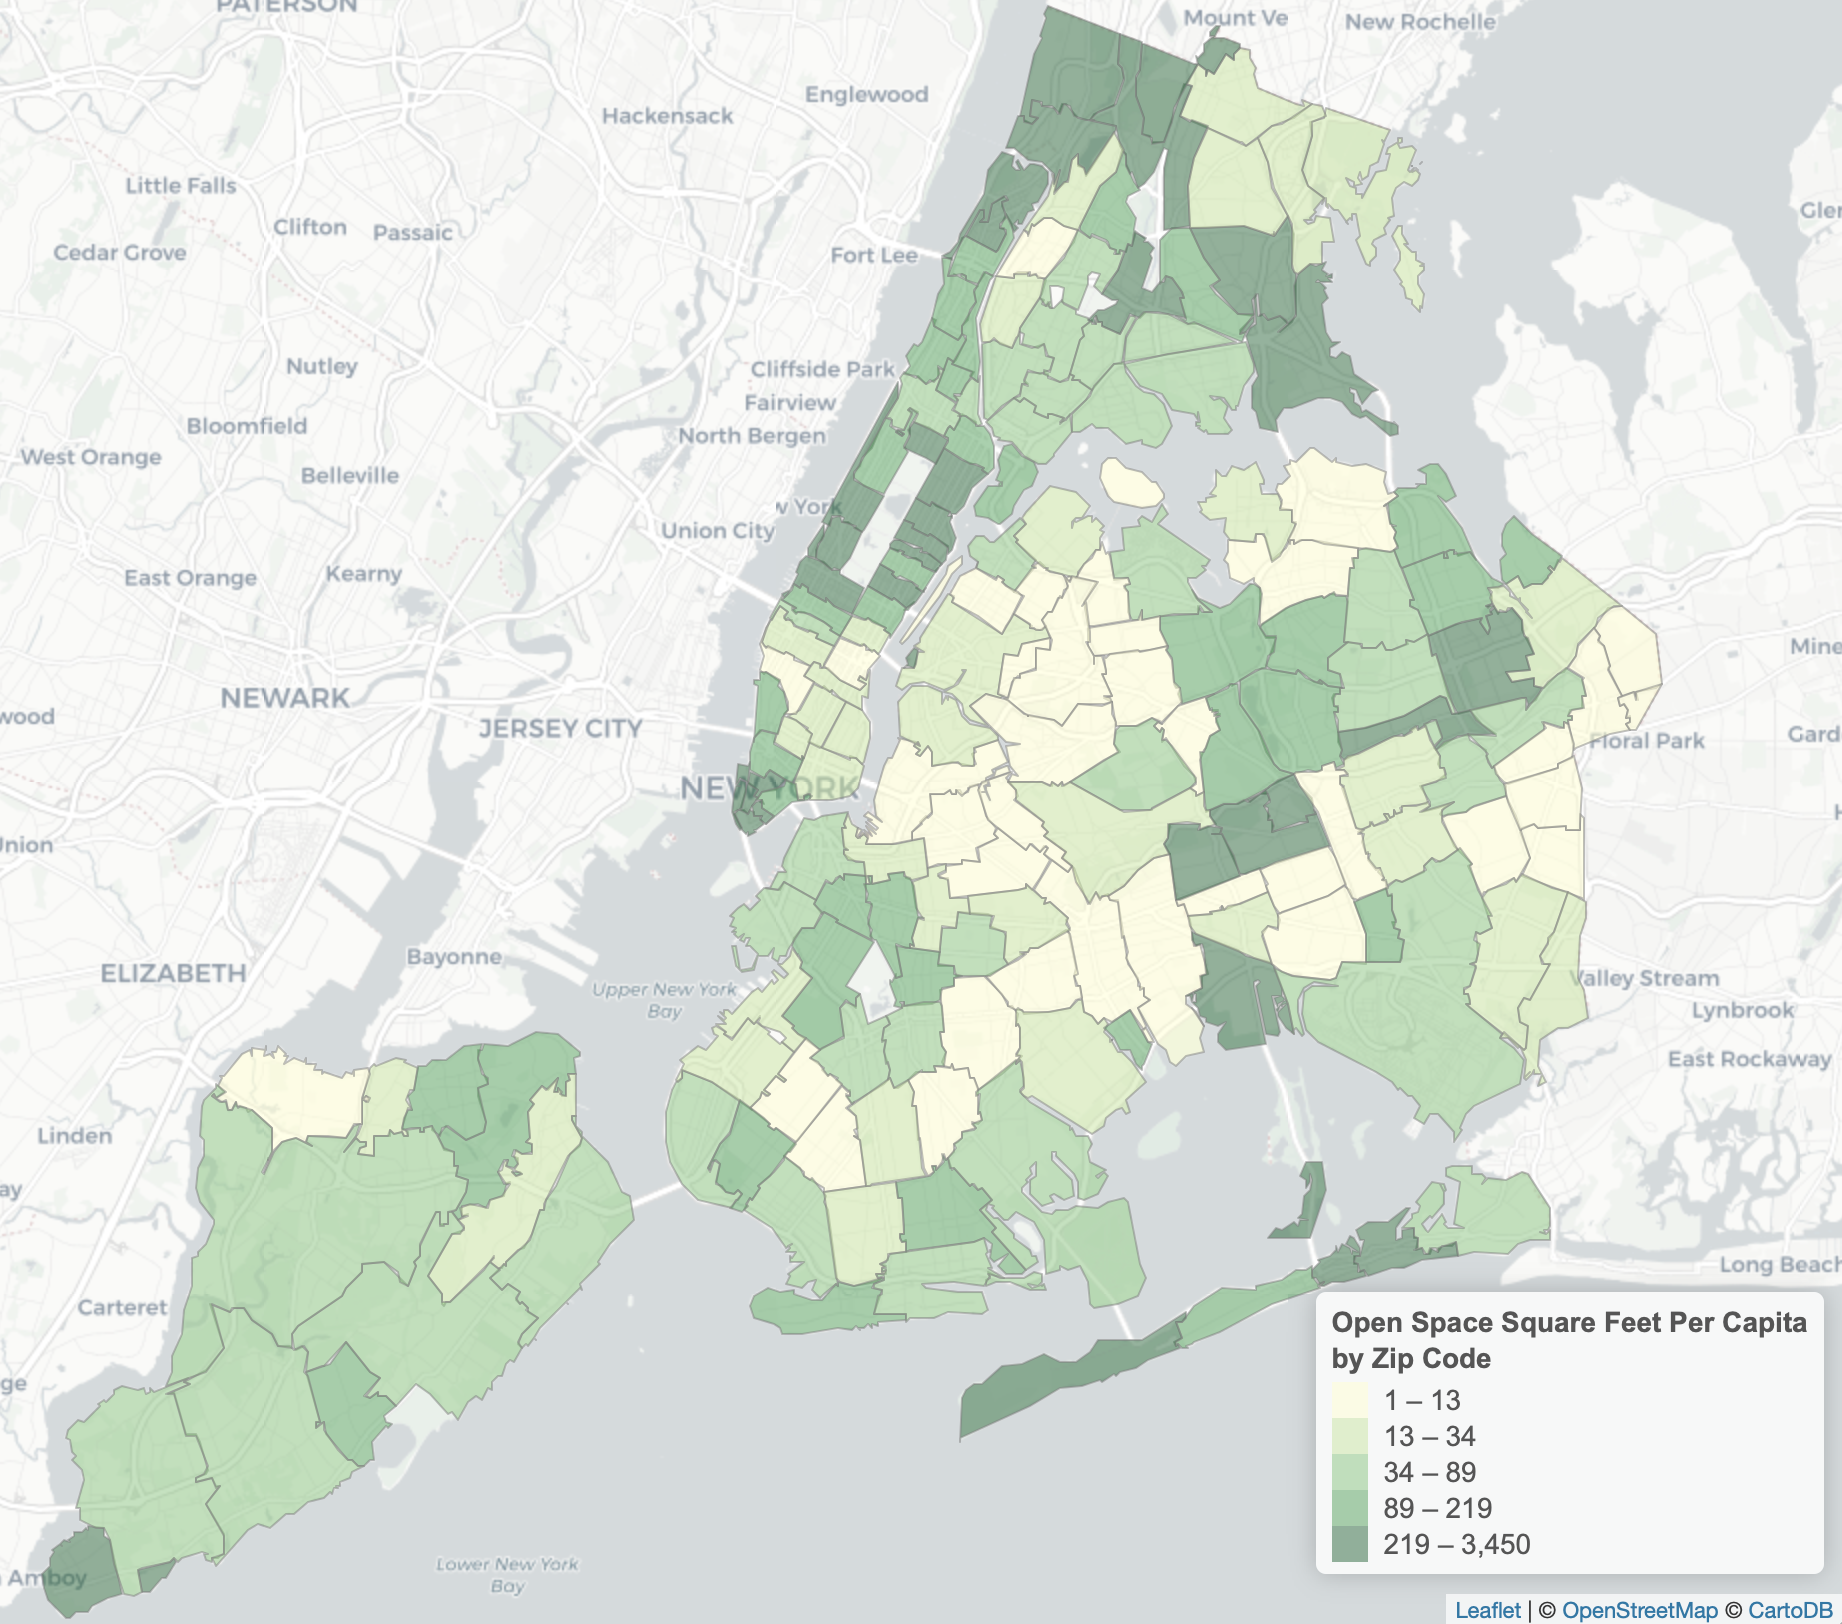 PATERSON
Mount Ve
New Rochelle
Englewood
Hackensack
Little Falls
Glen
Clifton
Passaic
Cedar Grove
Fort Lee
Nutley
Cliffside Park
Fairview
Bloomfield
North Bergen
West Orange
Belleville
w York
Union City
East Orange
Kearny
Mine
NEWARK
wood
JERSEY CITY
Floral Park
Gard
NEW YORK
H
Union
Bayonne
ELIZABETH
Valley Stream
Upper New York
Bay
Lynbrook
East Rockaway
Linden
ay
Long Beach
Carteret
ge
Open Space Square Feet Per Capita
by Zip Code
1 – 13
13 – 34
34 – 89
89 – 219
219 – 3,450
Lower New York
Bay
Amboy
Leaflet | © OpenStreetMap © CartoDB